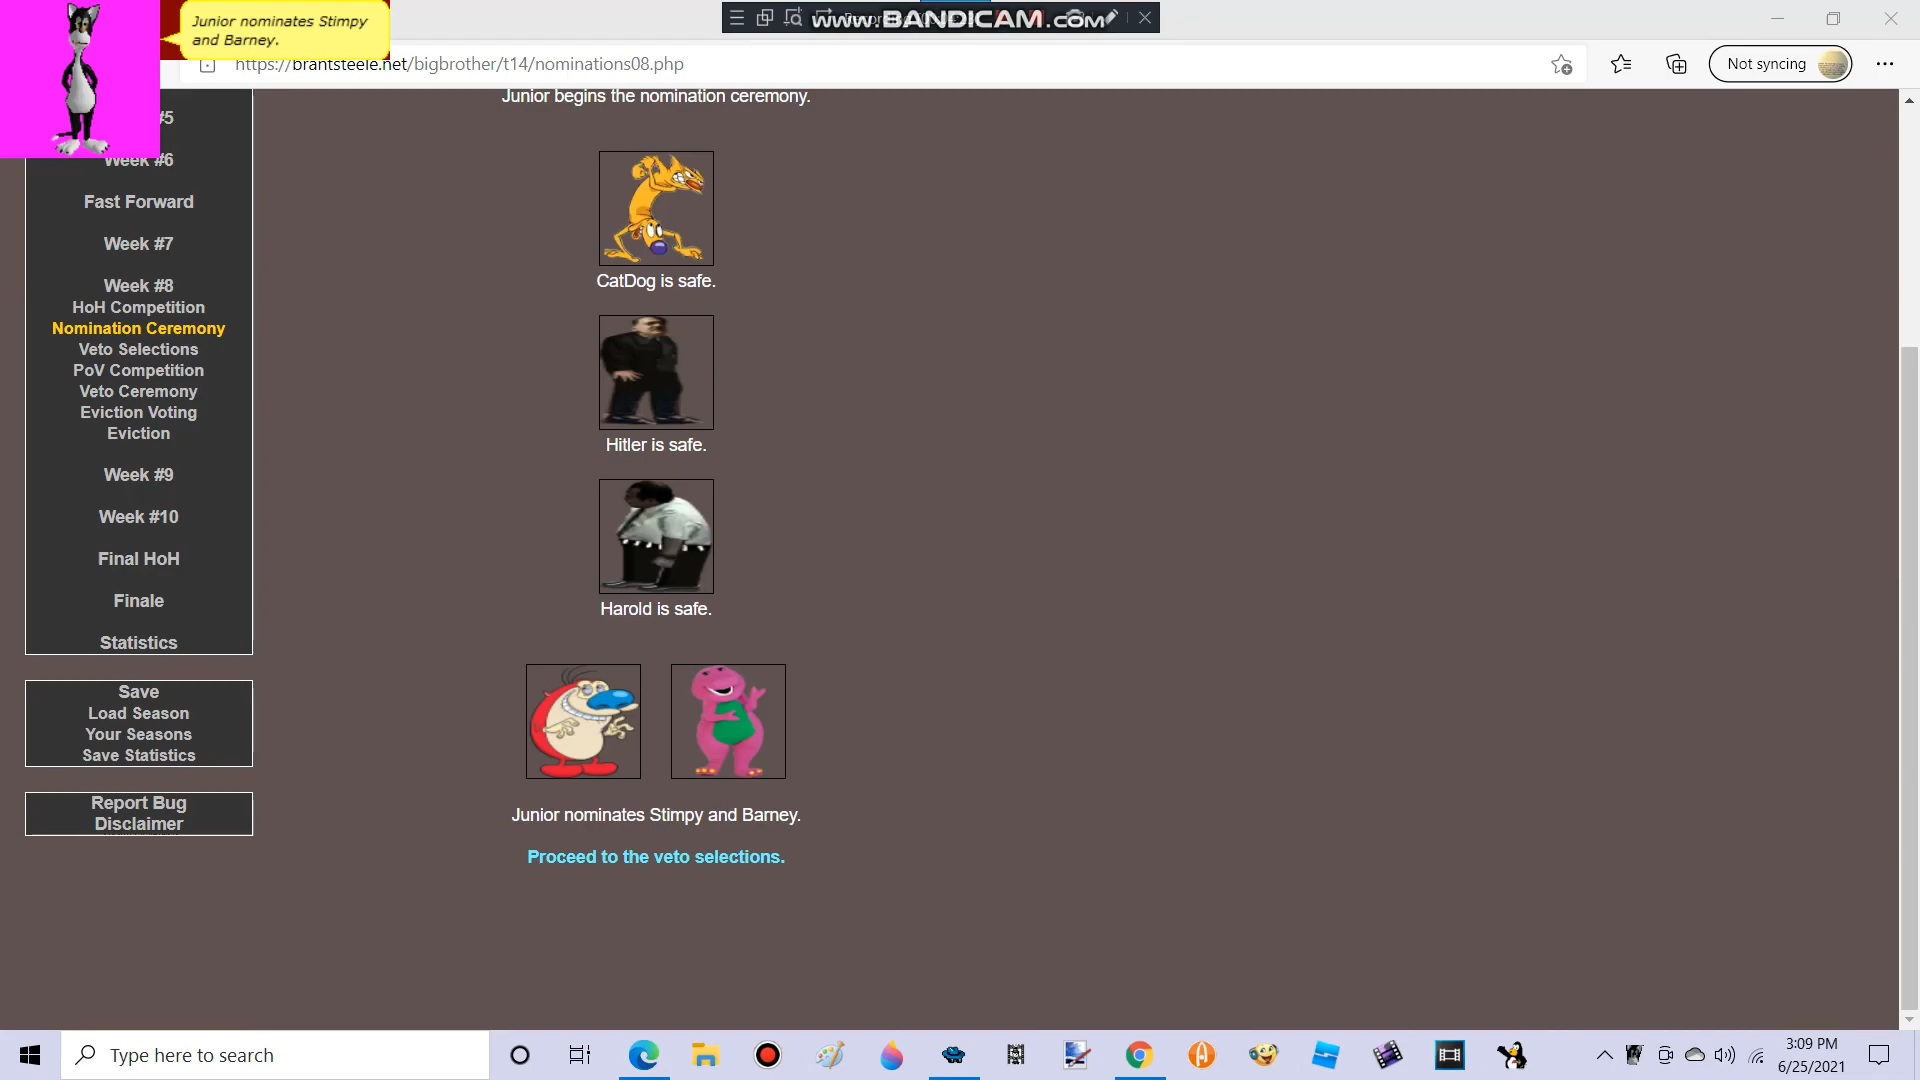 Junior nominates Stimpy
and Barney.
www.BANDICAM.com
https://brantsteele.net/bigbrother/t14/nominations08.php
Not syncing
Junior begins the nomination ceremony.
#5
Week #6
Fast Forward
Week #7
Week #8
HoH Competition
Nomination Ceremony
Veto Selections
PoV Competition
Veto Ceremony
Eviction Voting
Eviction
Week #9
Week #10
Final HoH
Finale
Statistics
Save
Load Season
Your Seasons
Save Statistics
Report Bug
Disclaimer
CatDog is safe.
Hitler is safe.
Harold is safe.
Junior nominates Stimpy and Barney.
Proceed to the veto selections.
Type here to search
3:09 PM
6/25/2021